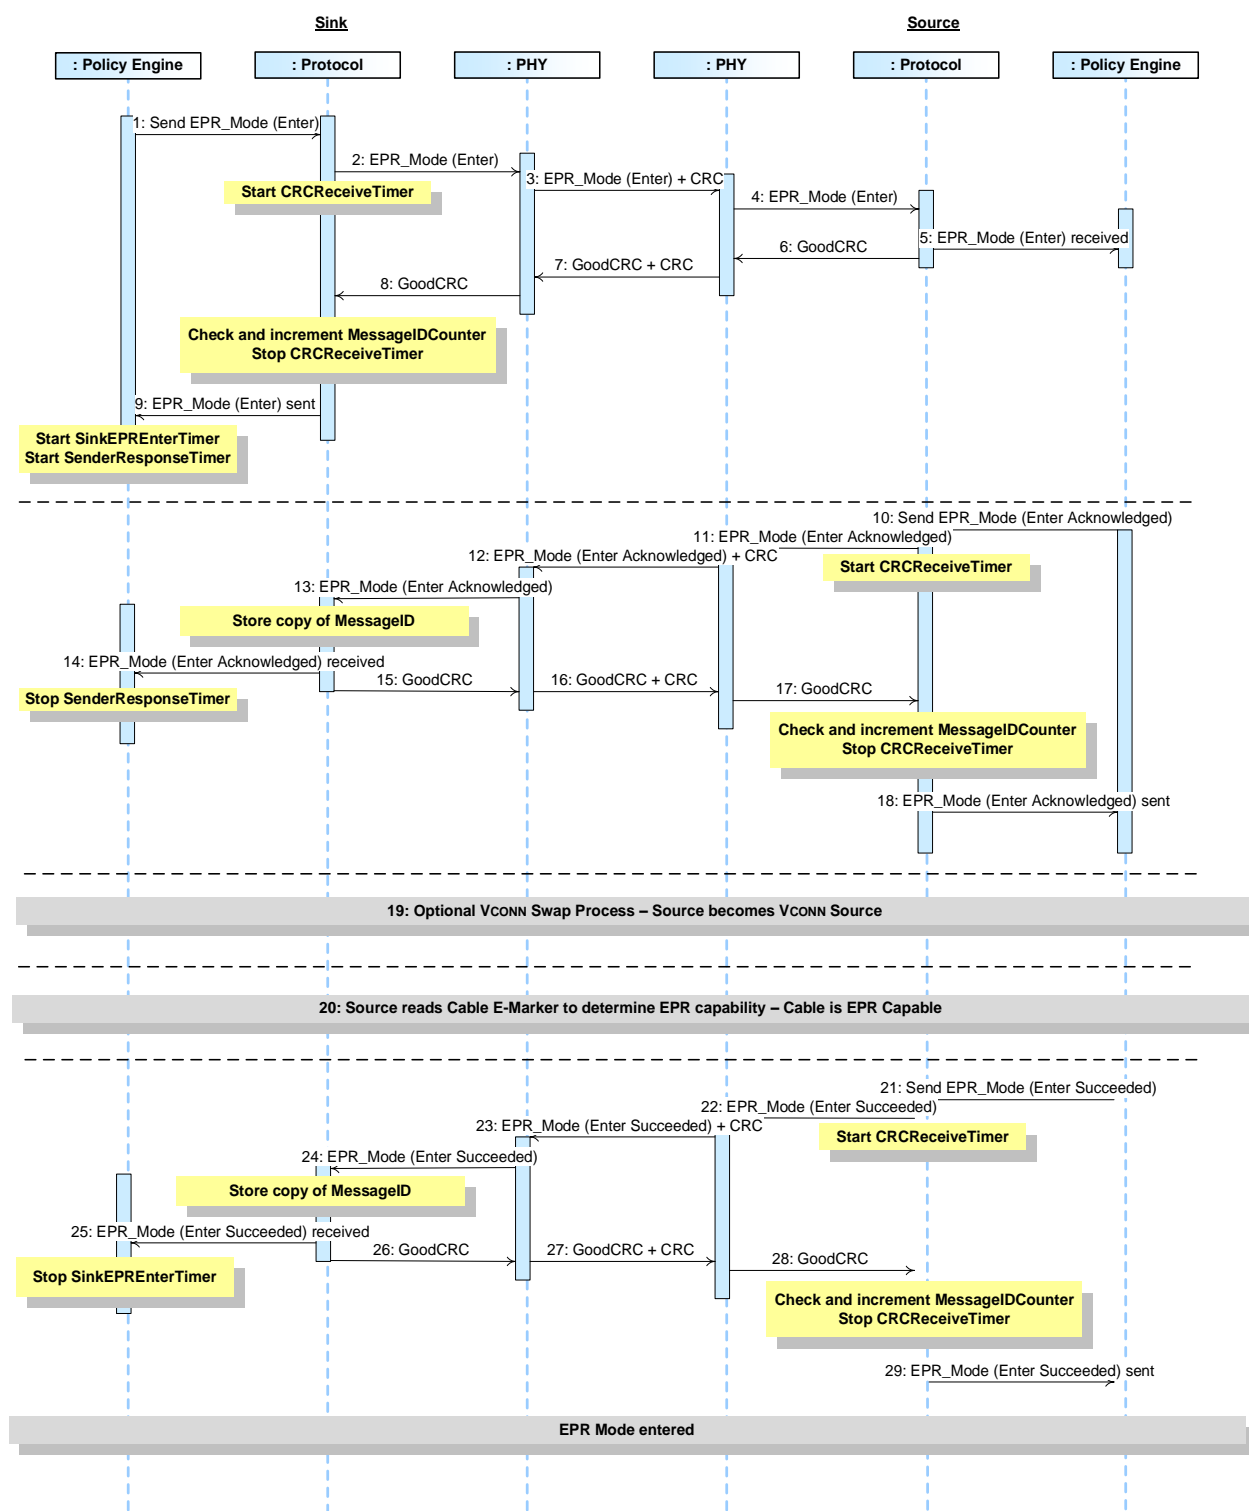 Sink
Source
: Policy Engine
: Protocol
: PHY
: PHY
: Protocol
: Policy Engine
1: Send EPR_Mode (Enter)
2: EPR_Mode (Enter)
Start CRCReceiveTimer
3: EPR_Mode (Enter) + CRC
4: EPR_Mode (Enter)
5: EPR_Mode (Enter) received
6: GoodCRC
7: GoodCRC + CRC
8: GoodCRC
Check and increment MessageIDCounter
Stop CRCReceiveTimer
9: EPR_Mode (Enter) sent
Start SinkEPREnterTimer
Start SenderResponseTimer
10: Send EPR_Mode (Enter Acknowledged)
11: EPR_Mode (Enter Acknowledged)
Start CRCReceiveTimer
12: EPR_Mode (Enter Acknowledged) + CRC
13: EPR_Mode (Enter Acknowledged)
Store copy of MessageID
14: EPR_Mode (Enter Acknowledged) received
Stop SenderResponseTimer
15: GoodCRC
16: GoodCRC + CRC
17: GoodCRC
Check and increment MessageIDCounter
Stop CRCReceiveTimer
18: EPR_Mode (Enter Acknowledged) sent
19: Optional VCONN Swap Process – Source becomes VCONN Source
20: Source reads Cable E-Marker to determine EPR capability – Cable is EPR Capable
21: Send EPR_Mode (Enter Succeeded)
22: EPR_Mode (Enter Succeeded)
Start CRCReceiveTimer
23: EPR_Mode (Enter Succeeded) + CRC
24: EPR_Mode (Enter Succeeded)
Store copy of MessageID
25: EPR_Mode (Enter Succeeded) received
Stop SinkEPREnterTimer
26: GoodCRC
27: GoodCRC + CRC
28: GoodCRC
Check and increment MessageIDCounter
Stop CRCReceiveTimer
29: EPR_Mode (Enter Succeeded) sent
EPR Mode entered